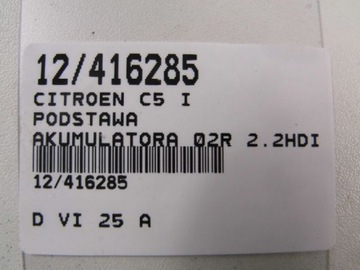 12/416285
CITROEN C5 I
PODSTAWA
AKUMULATORA 02R 2.2HDI
12/416285
D VI 25 A